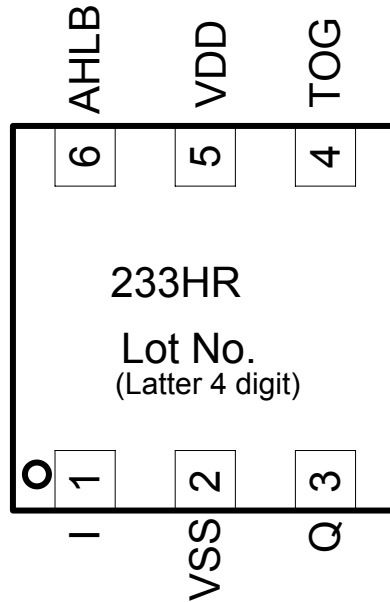 AHLB VDD TOG
6 5 4
233HR
Lot No.
(Latter 4 digit)
1 2 3
I VSS Q